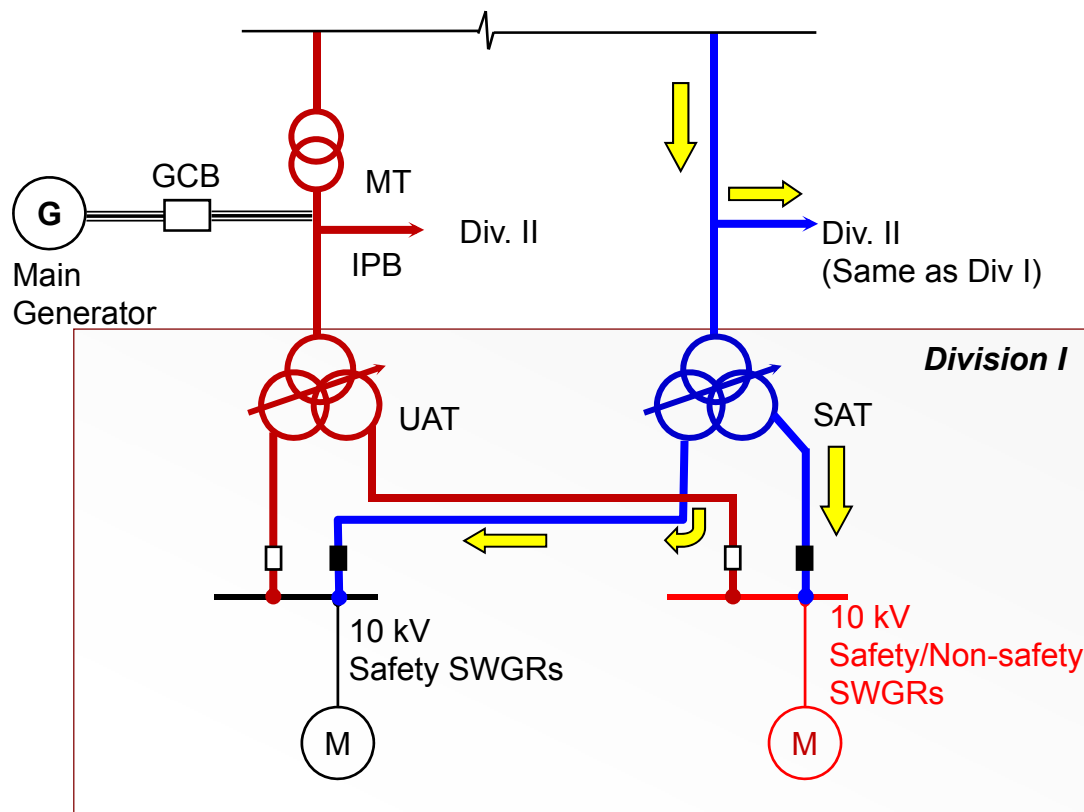 GCB
MT
G
Div. II
Div. II
(Same as Div I)
IPB
Main
Generator
Division I
UAT
SAT
10 kV
Safety SWGRs
10 kV
Safety/Non-safety
SWGRs
M
M